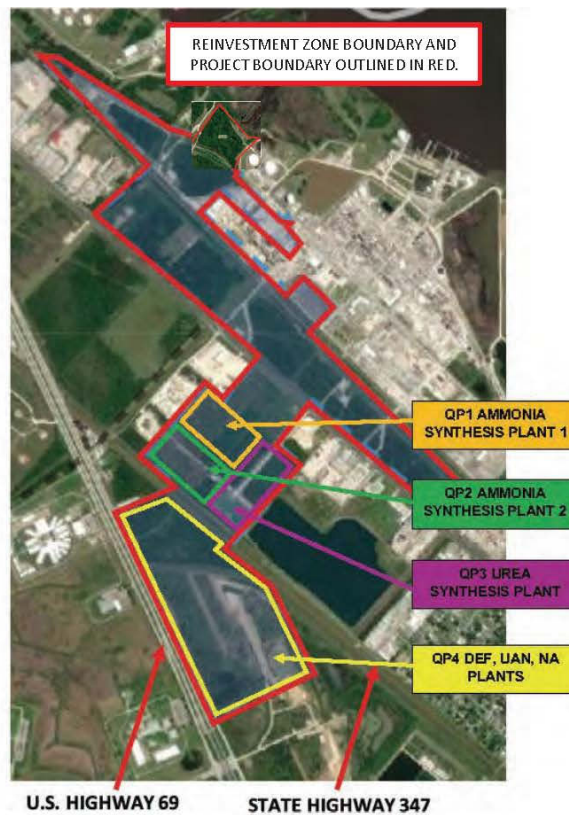 REINVESTMENT ZONE BOUNDARY AND
PROJECT BOUNDARY OUTLINED IN RED.
QP1 AMMONIA
SYNTHESIS PLANT 1
QP2 AMMONIA
SYNTHESIS PLANT 2
QP3 UREA
SYNTHESIS PLANT
QP4 DEF, UAN, NA
PLANTS
U.S. HIGHWAY 69
STATE HIGHWAY 347